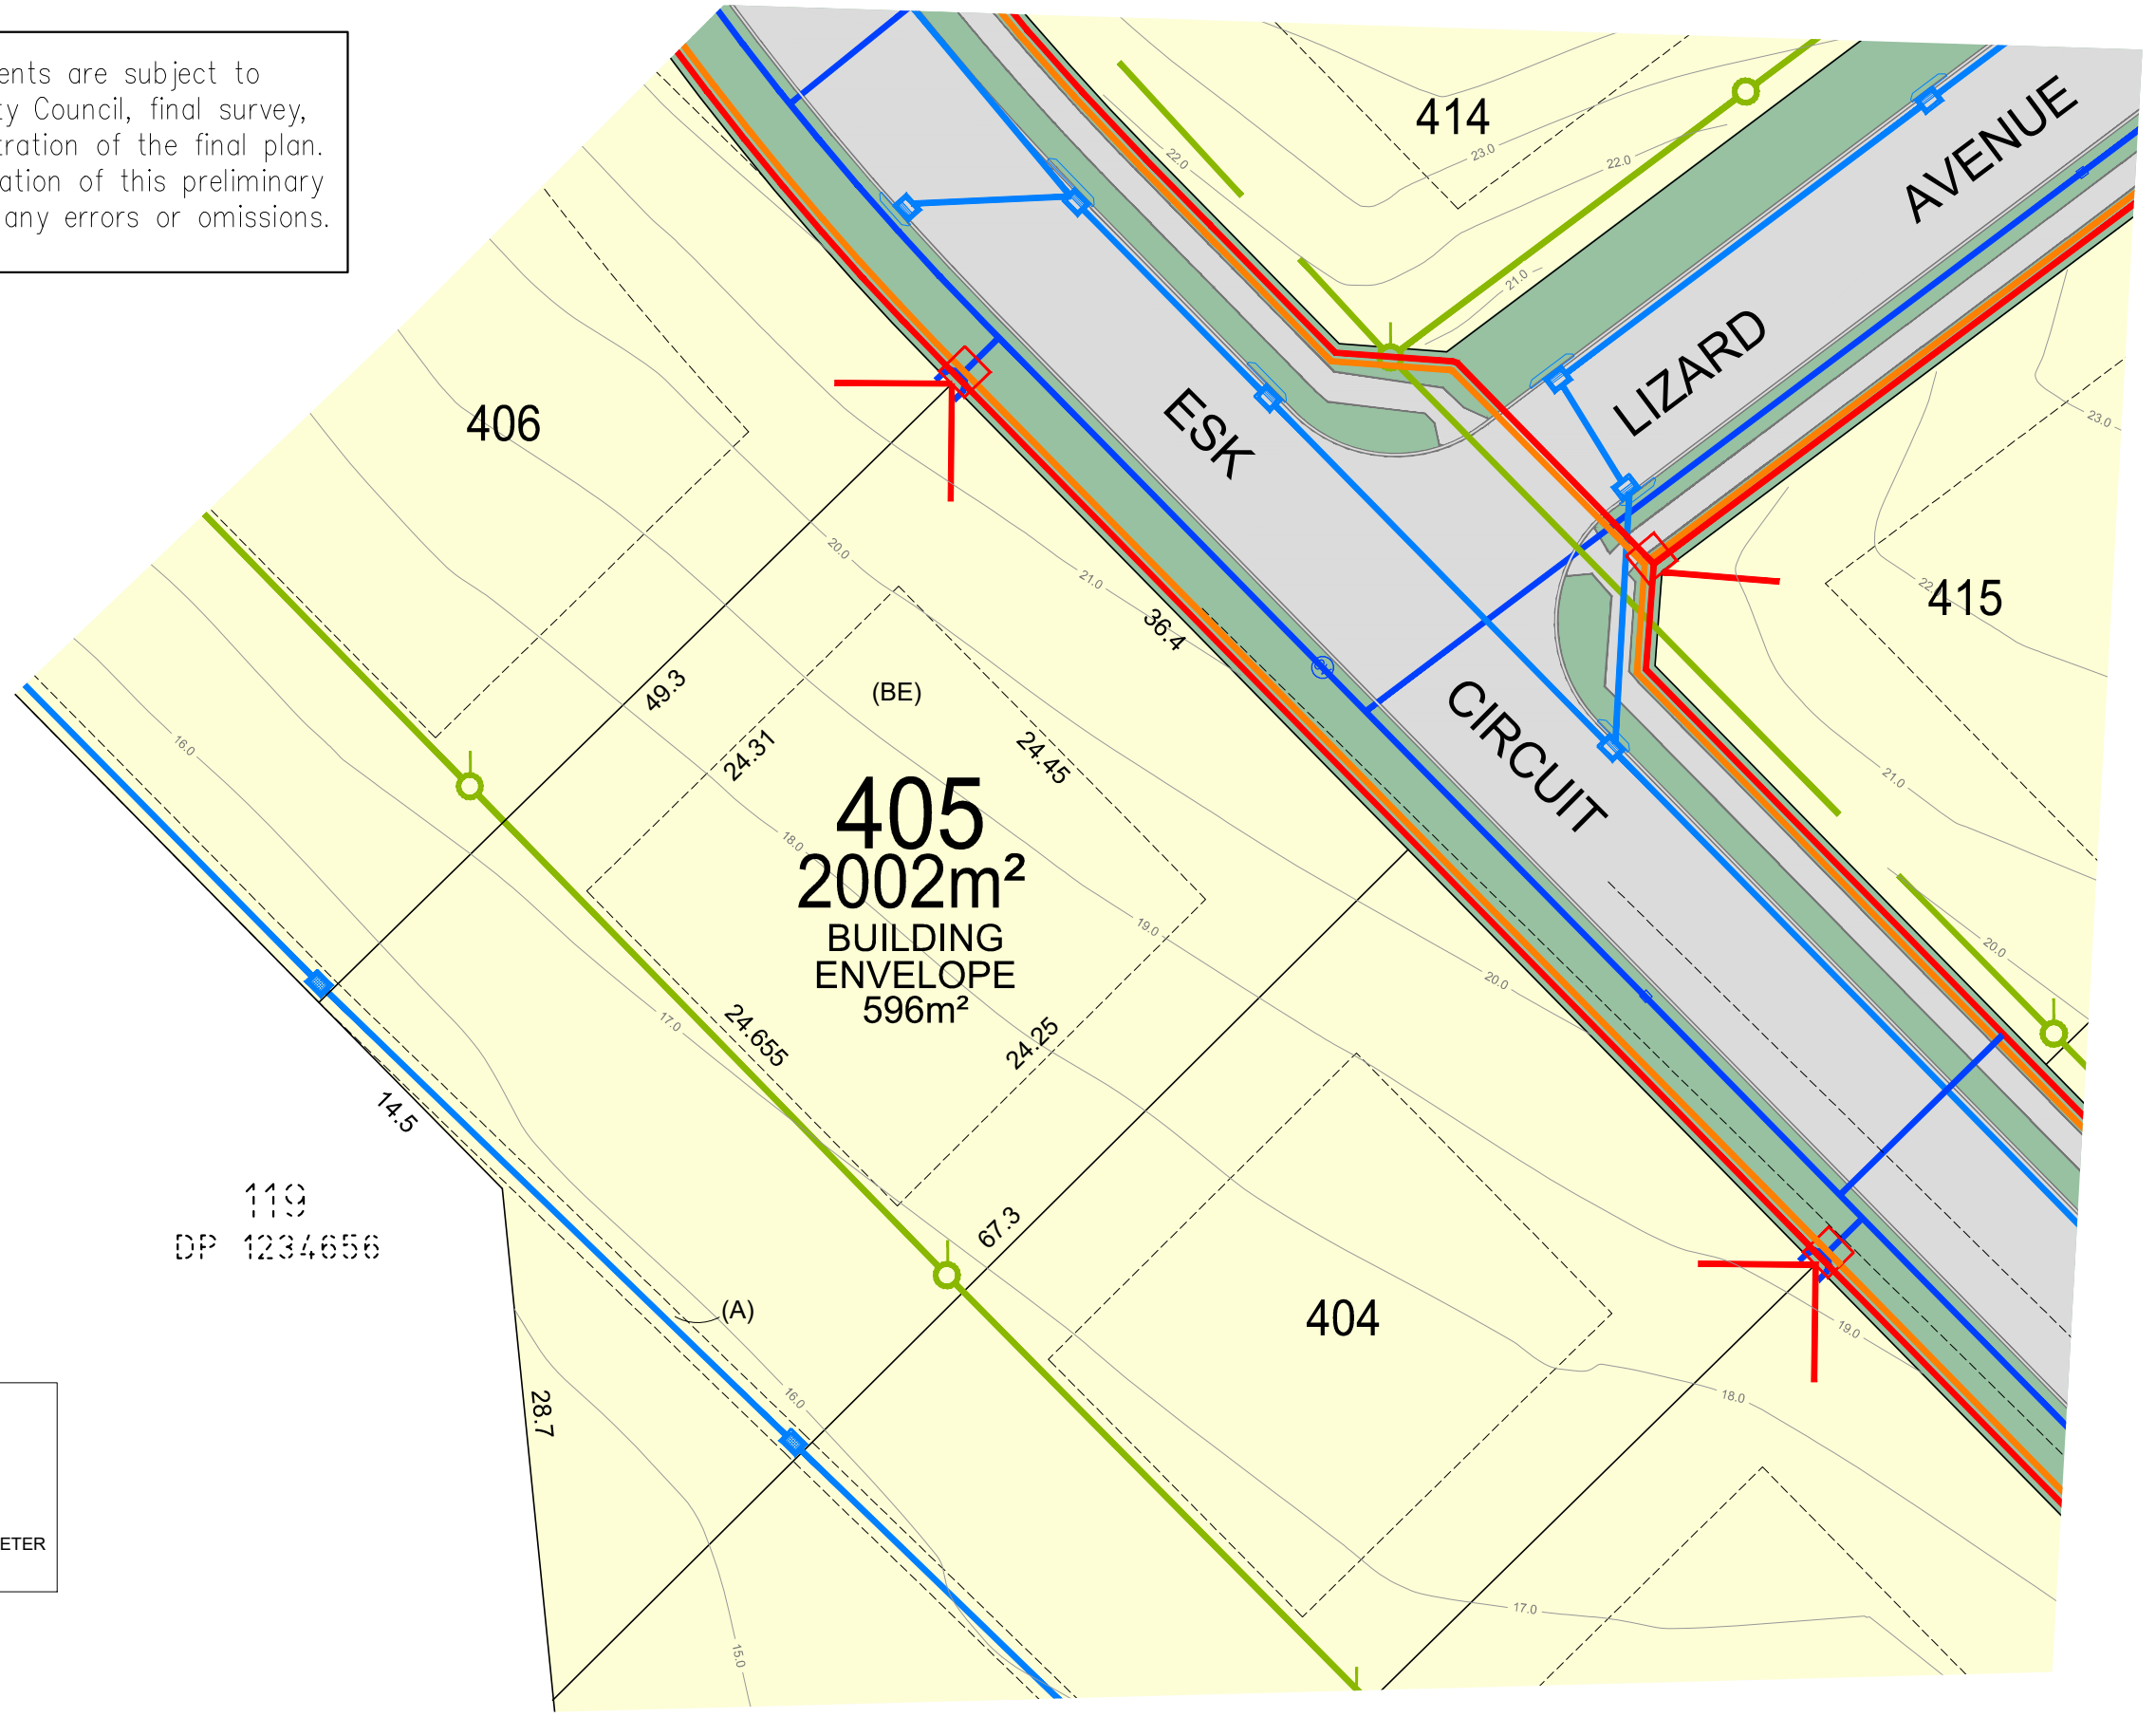 ents are subject to
ty Council, final survey,
tration of the final plan.
ation of this preliminary
any errors or omissions.
414
AVENUE
LIZARD
ESK
CIRCUIT
406
415
22.0
23.0
22.0
21.0
23.0
21.0
20.0
20.0
21.0
36.4
49.3
(BE)
24.31
24.45
405
2002m²
BUILDING
ENVELOPE
596m²
16.0
18.0
19.0
20.0
17.0
24.655
24.25
14.5
119
DP 1234656
67.3
(A)
404
19.0
18.0
16.0
28.7
17.0
15.0
ETER